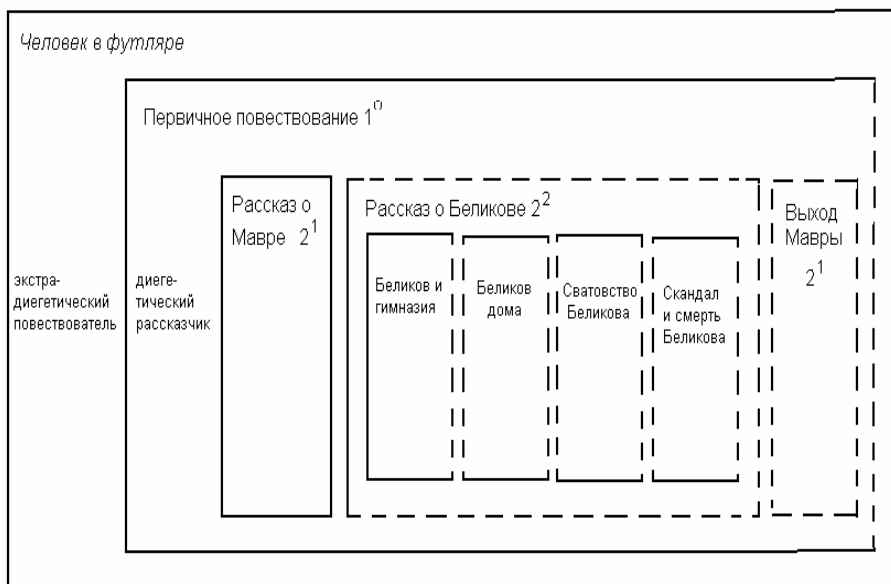 Человек в футляре
Первичное повествование 1⁰
Рассказ о
Мавре 2¹
Рассказ о Беликове 2²
Выход
Мавры
2¹
экстра-
диегетический
повествователь
диеге-
тический
рассказчик
Беликов и
гимназия
Беликов
дома
Сватовство
Беликова
Скандал
и смерть
Беликова